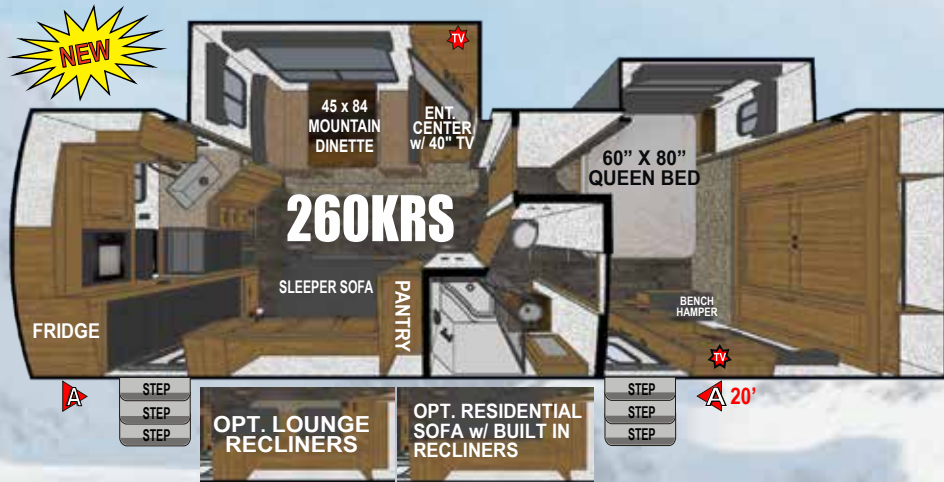 NEW
TV
45 x 84
MOUNTAIN
DINETTE
ENT.
CENTER
w/ 40" TV
60” X 80”
QUEEN BED
260KRS
SLEEPER SOFA
PANTRY
BENCH
HAMPER
FRIDGE
TV
A
STEP
STEP
STEP
OPT. LOUNGE
RECLINERS
OPT. RESIDENTIAL
SOFA w/ BUILT IN
RECLINERS
STEP
STEP
STEP
A 20'